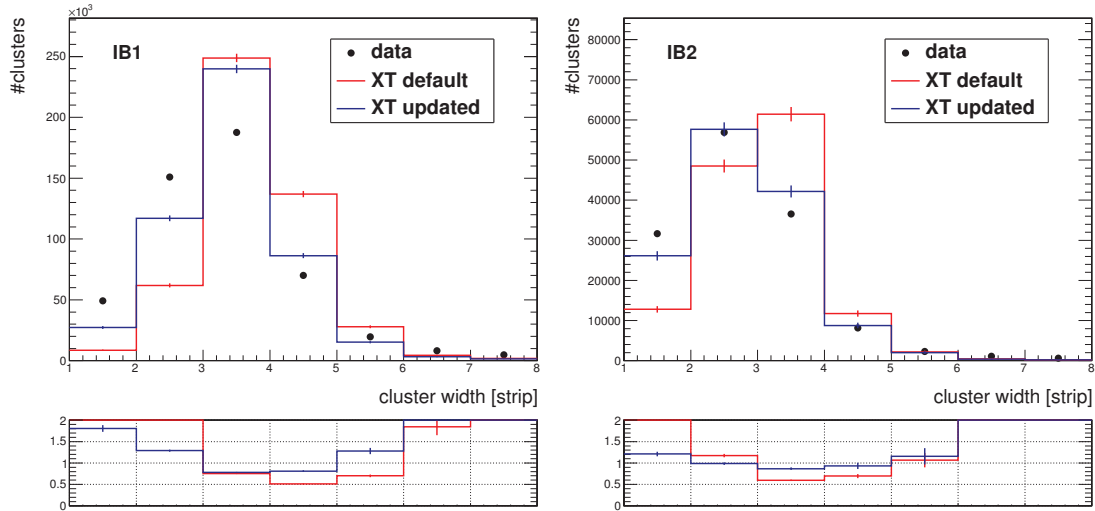 ×10³
#clusters
IB1
data
XT default
XT updated
250
200
150
100
50
0
1 2 3 4 5 6 7 8
cluster width [strip]
2
1.5
1
0.5
0
#clusters
IB2
data
XT default
XT updated
80000
70000
60000
50000
40000
30000
20000
10000
0
1 2 3 4 5 6 7 8
cluster width [strip]
2
1.5
1
0.5
0